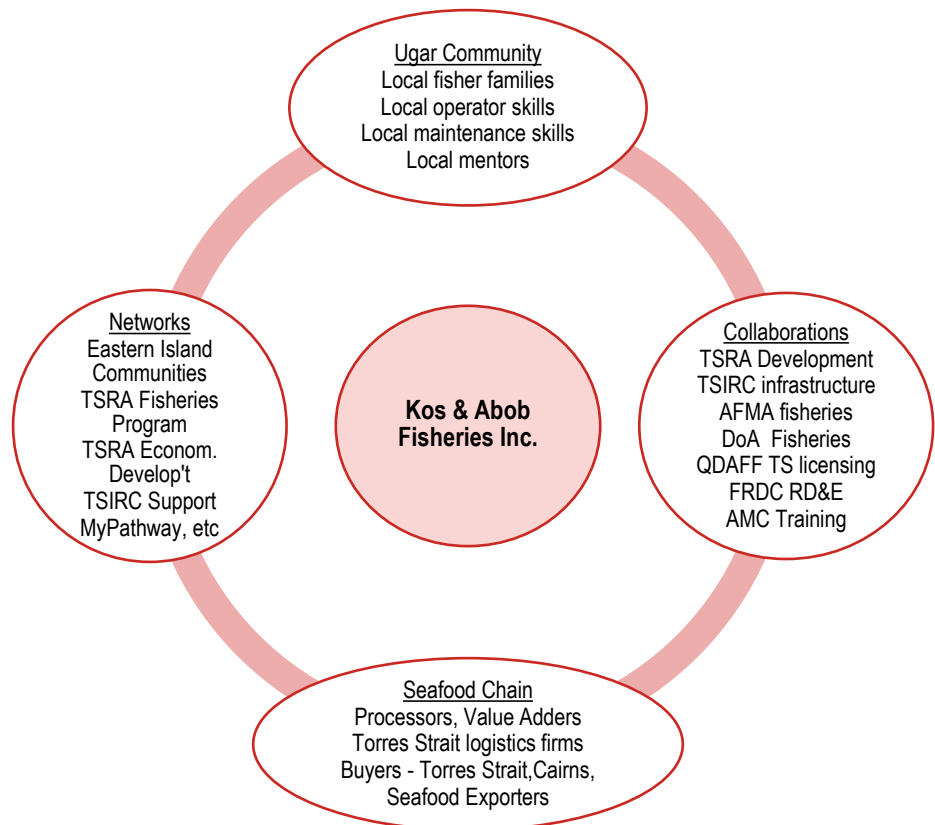 Ugar Community
Local fisher families
Local operator skills
Local maintenance skills
Local mentors
Networks
Eastern Island
Communities
TSRA Fisheries
Program
TSRA Econom.
Develop't
TSIRC Support
MyPathway, etc
Kos & Abob
Fisheries Inc.
Collaborations
TSRA Development
TSIRC infrastructure
AFMA fisheries
DoA Fisheries
QDAFF TS licensing
FRDC RD&E
AMC Training
Seafood Chain
Processors, Value Adders
Torres Strait logistics firms
Buyers - Torres Strait,Cairns,
Seafood Exporters